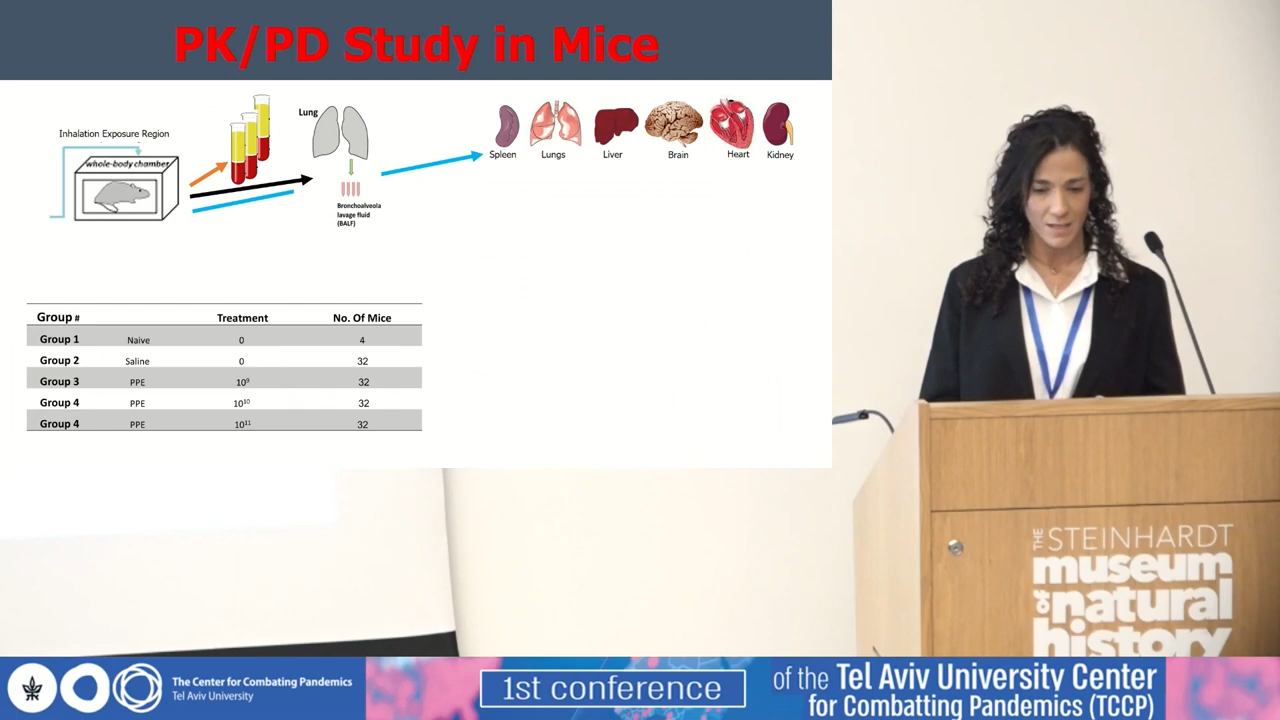 PK/PD Study in Mice
Inhalation Exposure Region
whole-body chamber
Lung
Bronchoalveola
lavage fluid
(BALF)
Spleen Lungs Liver Brain Heart Kidney
Group # Treatment No. Of Mice
Group 1 Naive 0 4
Group 2 Saline 0 32
Group 3 PPE 10⁹ 32
Group 4 PPE 10¹⁰ 32
Group 4 PPE 10¹¹ 32
THE STEINHARDT
museum
of natural
history
The Center for Combating Pandemics
Tel Aviv University
1st conference
of the Tel Aviv University Center
for Combatting Pandemics (TCCP)